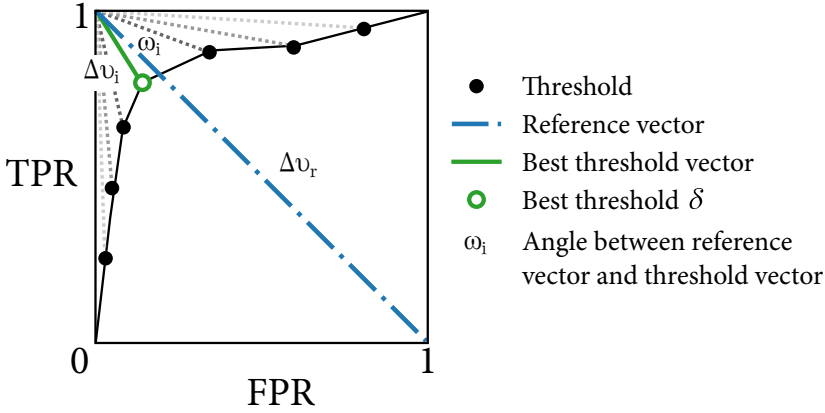 1
ωᵢ
Δυᵢ
TPR
Δυᵣ
0
1
FPR
Threshold
Reference vector
Best threshold vector
Best threshold δ
ωᵢ Angle between reference
vector and threshold vector